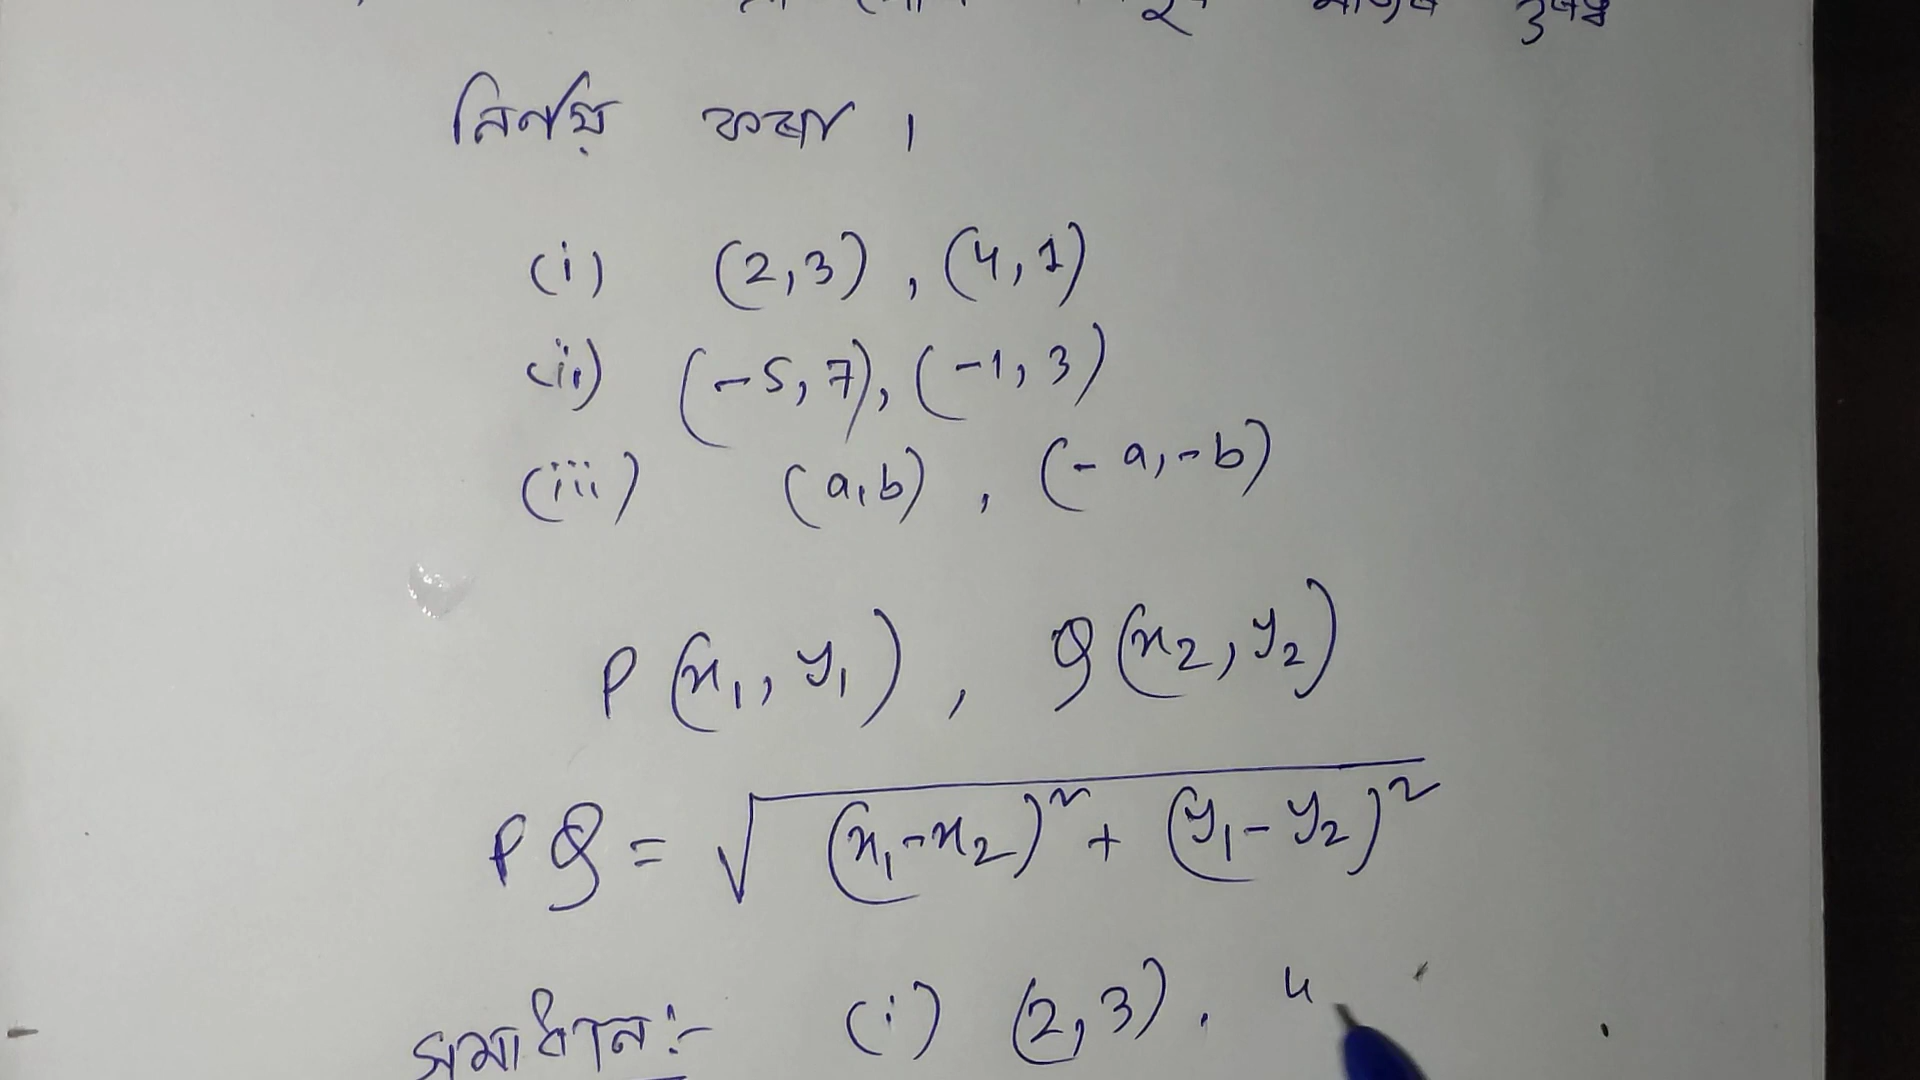 নিৰ্ণয় কৰা ।
(i) (2,3) , (4,1)
(ii) (-5,7), (-1,3)
(iii) (a,b) , (-a,-b)
P(x₁, y₁) , Q(x₂, y₂)
PQ = √(x₁-x₂)² + (y₁-y₂)²
সমাধান:- (i) (2,3), 4